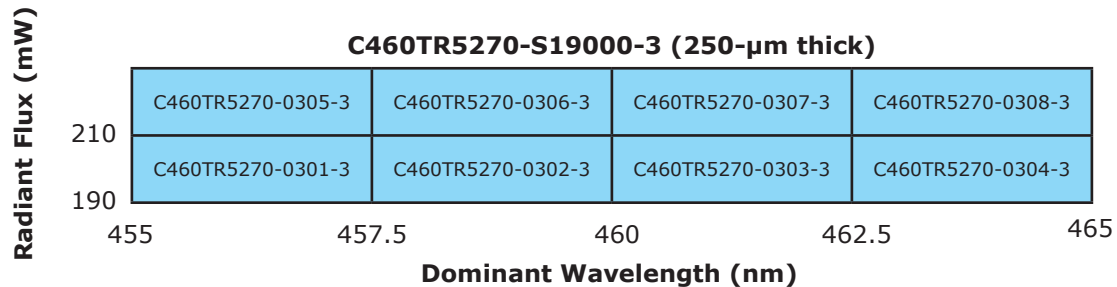 C460TR5270-S19000-3 (250-μm thick)
Radiant Flux (mW)
C460TR5270-0305-3 C460TR5270-0306-3 C460TR5270-0307-3 C460TR5270-0308-3
210
C460TR5270-0301-3 C460TR5270-0302-3 C460TR5270-0303-3 C460TR5270-0304-3
190
455 457.5 460 462.5 465
Dominant Wavelength (nm)